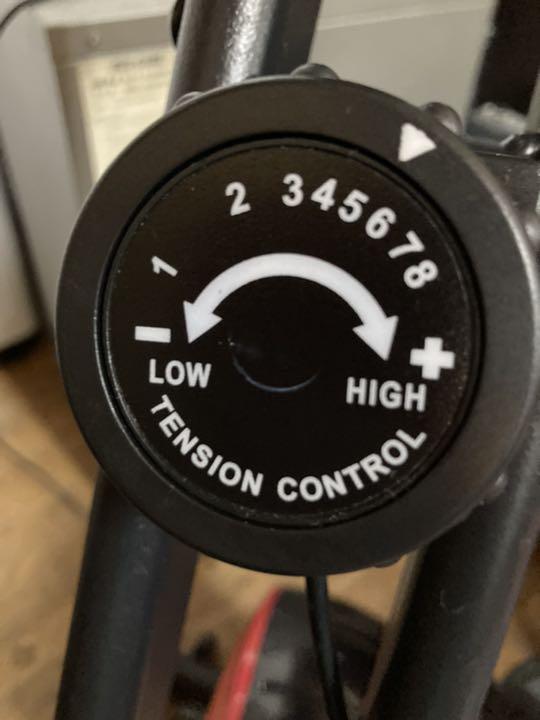 1 2 3 4 5 6 7 8
− +
LOW HIGH
TENSION CONTROL